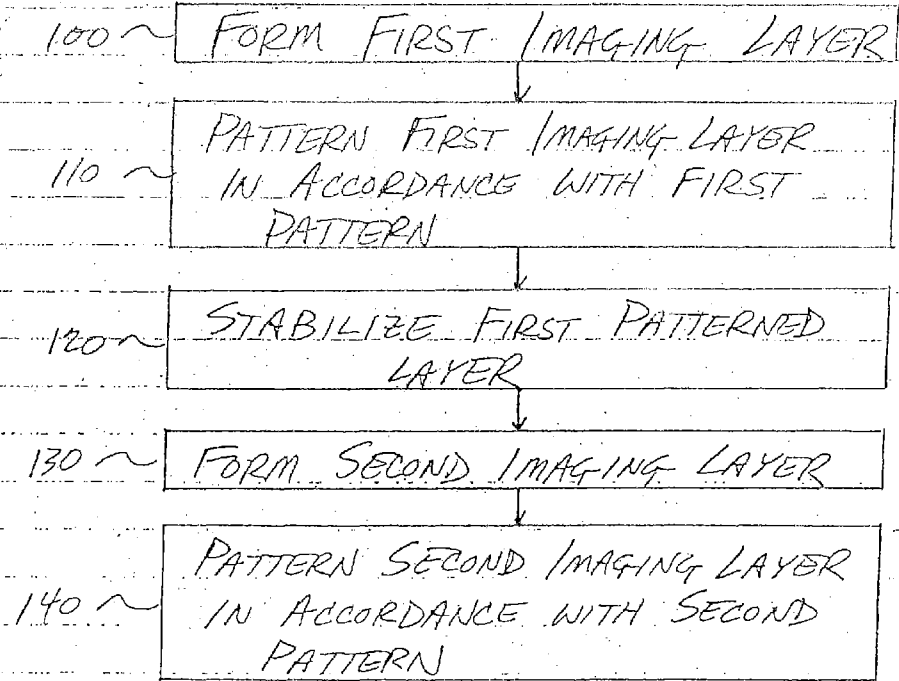 100 ~ FORM FIRST IMAGING LAYER
PATTERN FIRST IMAGING LAYER
110 ~ IN ACCORDANCE WITH FIRST
PATTERN
STABILIZE FIRST PATTERNED
120 ~ LAYER
130 ~ FORM SECOND IMAGING LAYER
PATTERN SECOND IMAGING LAYER
140 ~ IN ACCORDANCE WITH SECOND
PATTERN